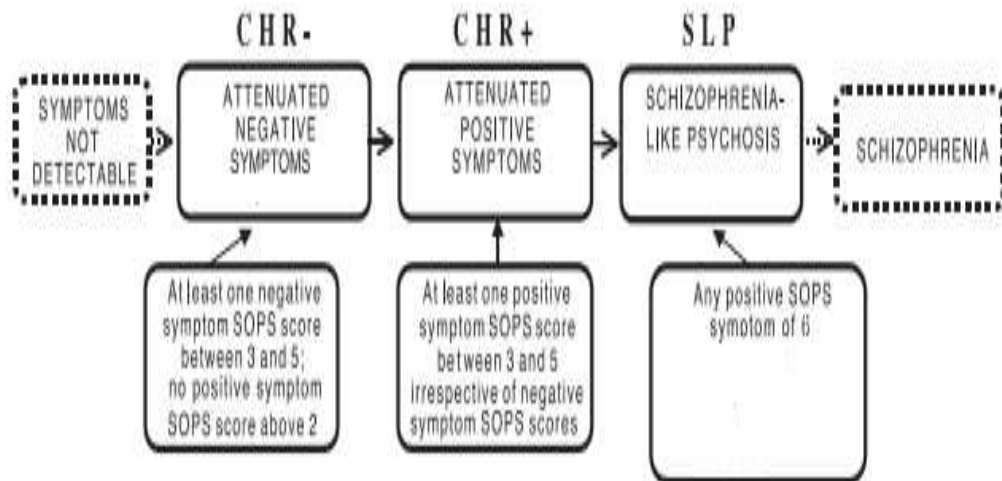 CHR-
CHR+
SLP
SYMPTOMS
NOT
DETECTABLE
ATTENUATED
NEGATIVE
SYMPTOMS
ATTENUATED
POSITIVE
SYMPTOMS
SCHIZOPHRENIA-
LIKE PSYCHOSIS
SCHIZOPHRENIA
At least one negative
symptom SOPS score
between 3 and 5;
no positive symptom
SOPS score above 2
At least one positive
symptom SOPS score
between 3 and 5
irrespective of negative
symptom SOPS scores
Any positive SOPS
symotom of 6